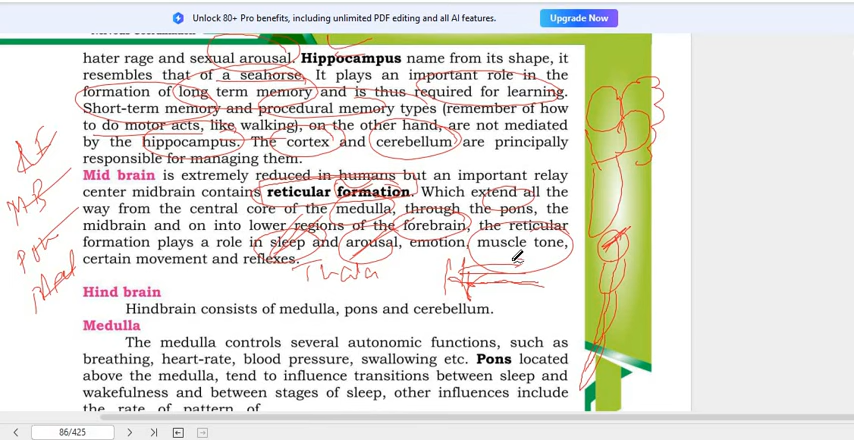 Unlock 80+ Pro benefits, including unlimited PDF editing and all AI features.
Upgrade Now
hater rage and sexual arousal. Hippocampus name from its shape, it
resembles that of a seahorse. It plays an important role in the
formation of long term memory and is thus required for learning.
Short-term memory and procedural memory types (remember of how
to do motor acts, like walking), on the other hand, are not mediated
by the hippocampus. The cortex and cerebellum are principally
responsible for managing them.
Mid brain is extremely reduced in humans but an important relay
center midbrain contains reticular formation. Which extend all the
way from the central core of the medulla, through the pons, the
midbrain and on into lower regions of the forebrain, the reticular
formation plays a role in sleep and arousal, emotion, muscle tone,
certain movement and reflexes.
Thala
Hind brain
Hindbrain consists of medulla, pons and cerebellum.
Medulla
The medulla controls several autonomic functions, such as
breathing, heart-rate, blood pressure, swallowing etc. Pons located
above the medulla, tend to influence transitions between sleep and
wakefulness and between stages of sleep, other influences include
the rate of pattern of
86/425